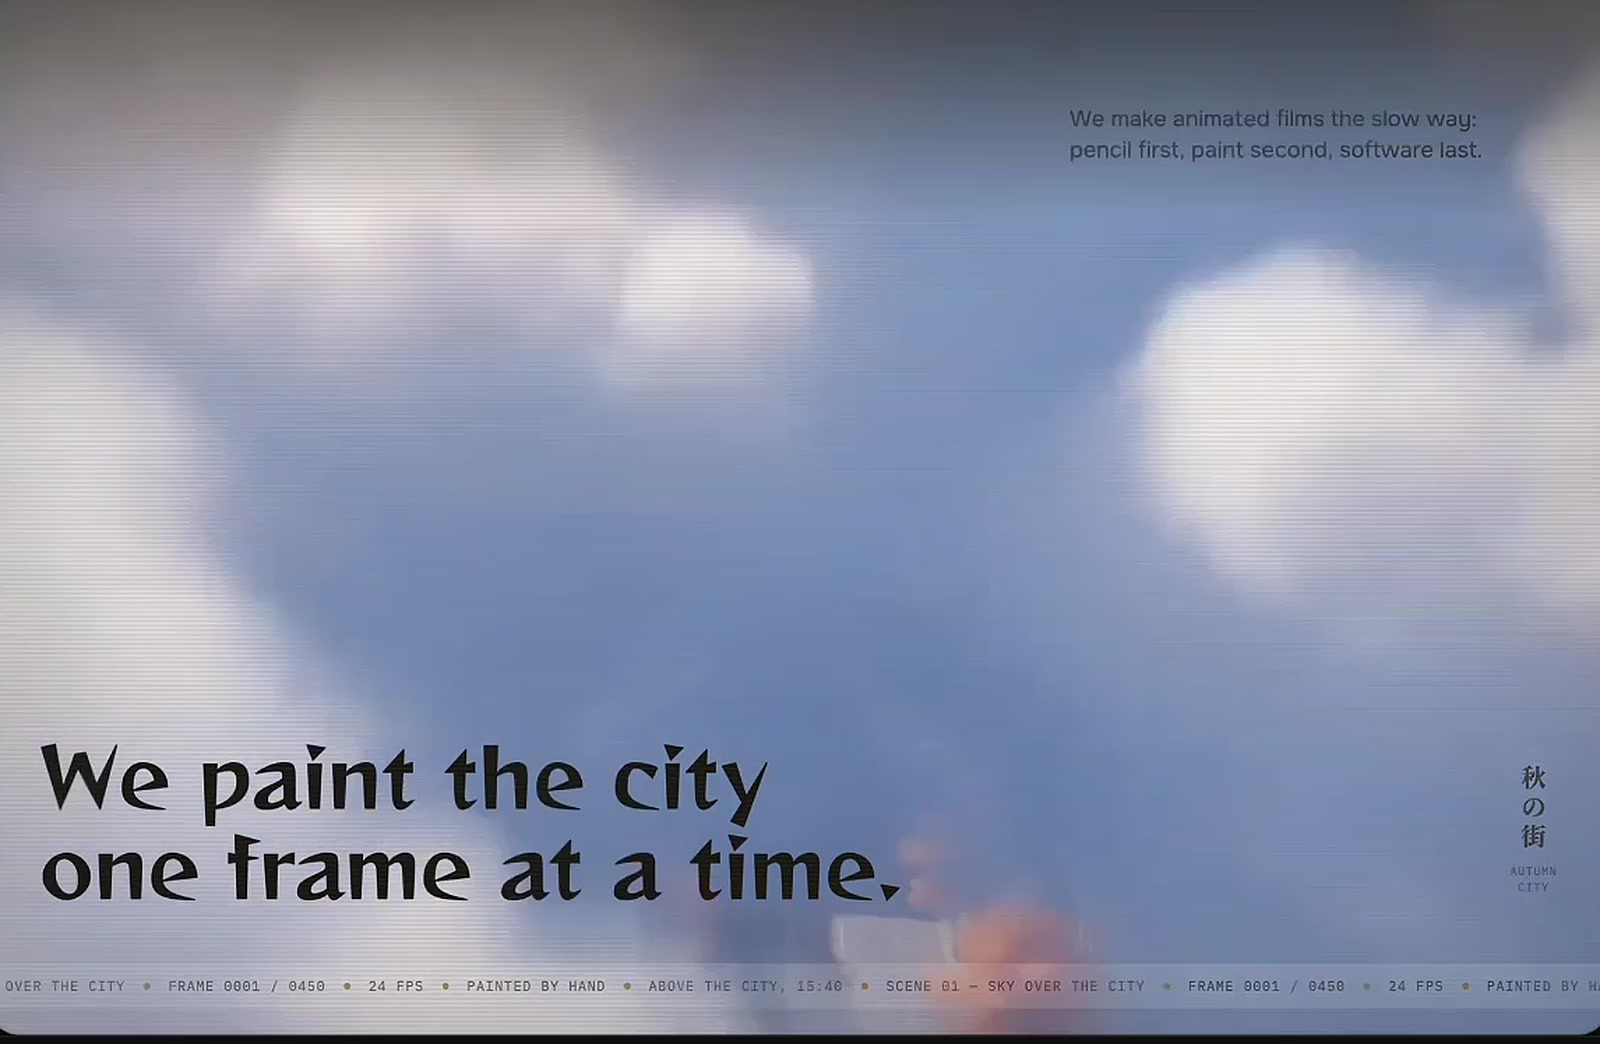 We make animated films the slow way:
pencil first, paint second, software last.
We paint the city
one frame at a time.
秋の街
AUTUMN
CITY
OVER THE CITY • FRAME 0001 / 0450 • 24 FPS • PAINTED BY HAND • ABOVE THE CITY, 15:40 • SCENE 01 — SKY OVER THE CITY • FRAME 0001 / 0450 • 24 FPS • PAINTED BY